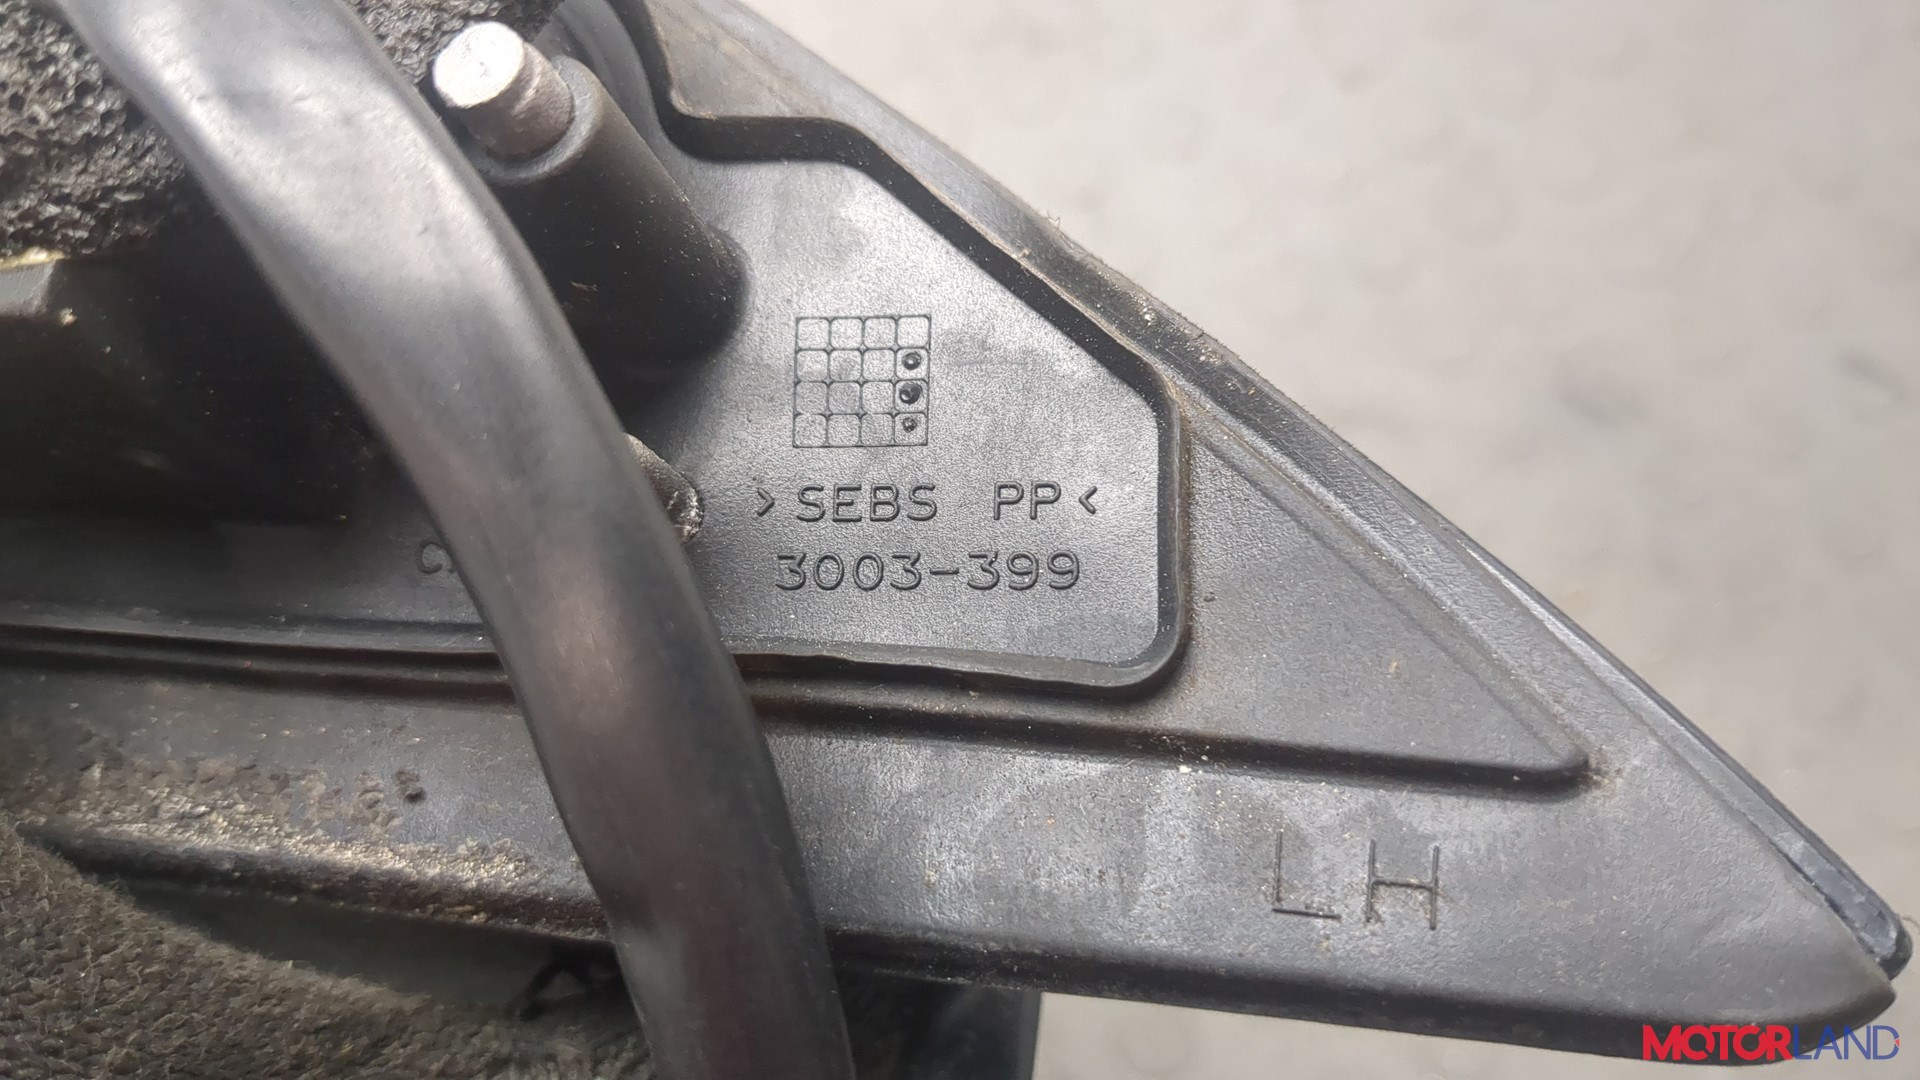 >SEBS PP<
3003-399
LH
MOTORLAND